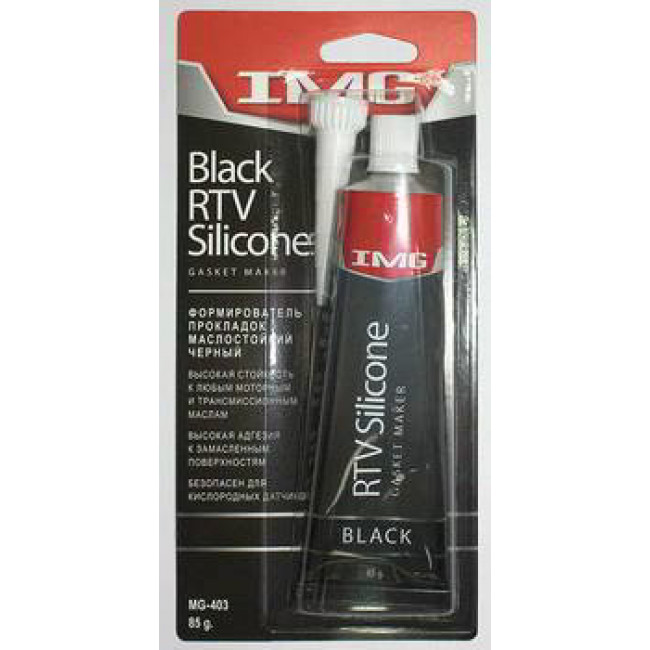 IMG
Black
RTV
Silicone
GASKET MAKER
ФОРМИРОВАТЕЛЬ
ПРОКЛАДОК
МАСЛОСТОЙКИЙ
ЧЕРНЫЙ
ВЫСОКАЯ СТОЙКОСТЬ
К ЛЮБЫМ МОТОРНЫМ
И ТРАНСМИССИОННЫМ
МАСЛАМ
ВЫСОКАЯ АДГЕЗИЯ
К ЗАМАСЛЕННЫМ
ПОВЕРХНОСТЯМ
БЕЗОПАСЕН ДЛЯ
КИСЛОРОДНЫХ ДАТЧИКОВ
MG-403
85 g.
IMG
RTV Silicone
GASKET MAKER
BLACK
85 g